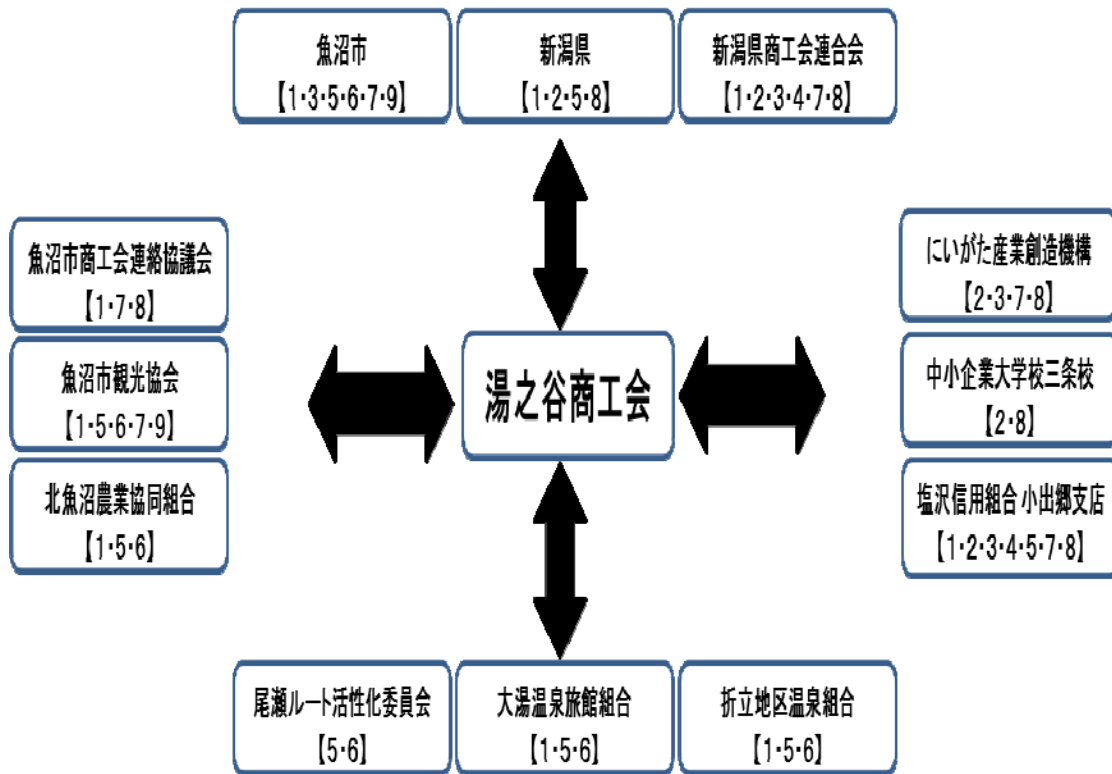 魚沼市
【1・3・5・6・7・9】
新潟県
【1・2・5・8】
新潟県商工会連合会
【1・2・3・4・7・8】
魚沼市商工会連絡協議会
【1・7・8】
魚沼市観光協会
【1・5・6・7・9】
北魚沼農業協同組合
【1・5・6】
湯之谷商工会
にいがた産業創造機構
【2・3・7・8】
中小企業大学校三条校
【2・8】
塩沢信用組合 小出郷支店
【1・2・3・4・5・7・8】
尾瀬ルート活性化委員会
【5・6】
大湯温泉旅館組合
【1・5・6】
折立地区温泉組合
【1・5・6】